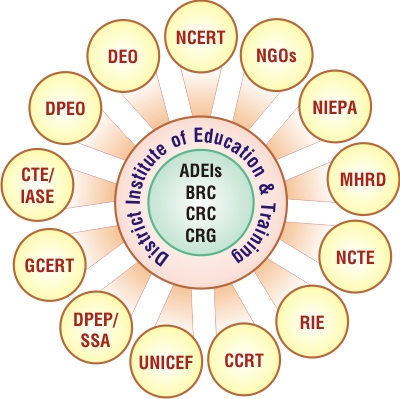 NCERT
NGOs
NIEPA
MHRD
NCTE
RIE
CCRT
UNICEF
DPEP/
SSA
GCERT
CTE/
IASE
DPEO
DEO
District Institute of Education & Training
ADEIs
BRC
CRC
CRG